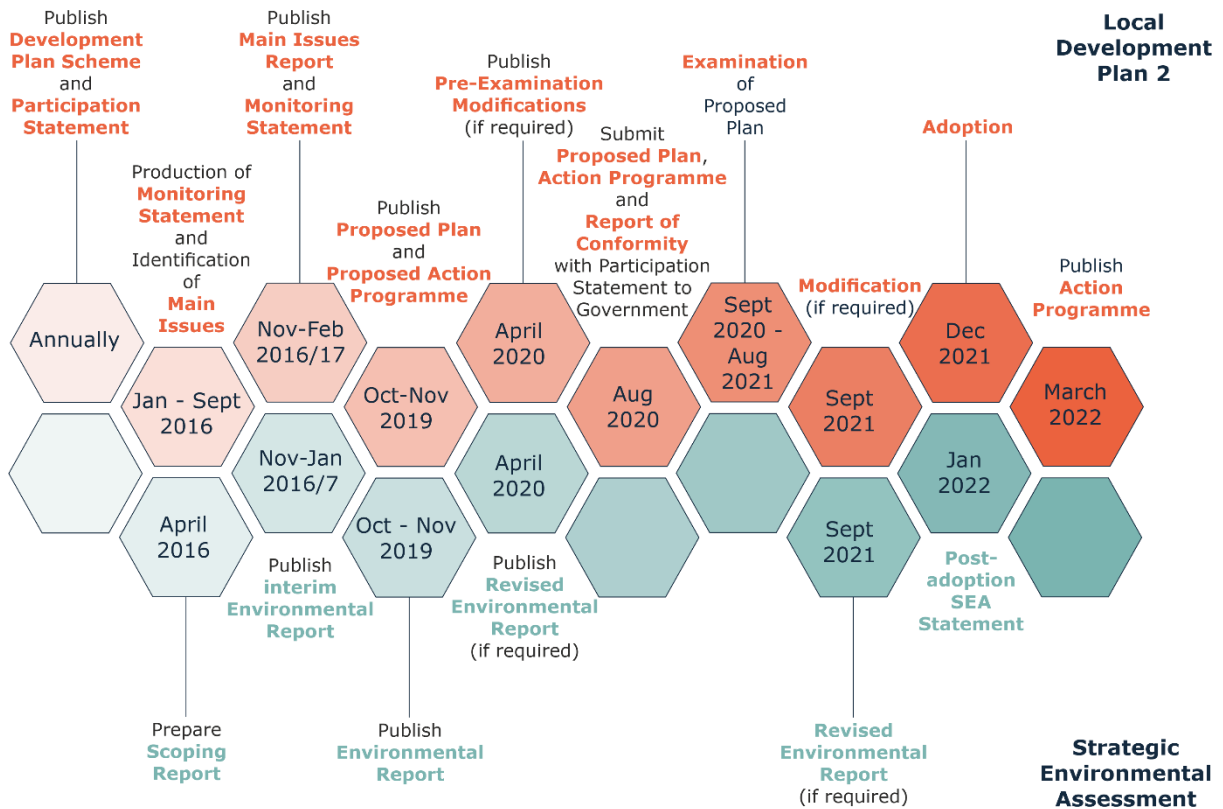 Publish
Development
Plan Scheme
and
Participation
Statement
Production of
Monitoring
Statement
and
Identification
of
Main
Issues
Publish
Main Issues
Report
and
Monitoring
Statement
Publish
Proposed Plan
and
Proposed Action
Programme
Publish
Pre-Examination
Modifications
(if required)
Submit
Proposed Plan,
Action Programme
and
Report of
Conformity
with Participation
Statement to
Government
Examination
of
Proposed
Plan
Modification
(if required)
Adoption
Publish
Action
Programme
Local
Development
Plan 2
Annually
Jan - Sept
2016
Nov-Feb
2016/17
Oct-Nov
2019
April
2020
Aug
2020
Sept
2020 -
Aug
2021
Sept
2021
Dec
2021
March
2022
April
2016
Nov-Jan
2016/7
Oct - Nov
2019
April
2020
Sept
2021
Jan
2022
Prepare
Scoping
Report
Publish
interim
Environmental
Report
Publish
Environmental
Report
Publish
Revised
Environmental
Report
(if required)
Revised
Environmental
Report
(if required)
Post-
adoption
SEA
Statement
Strategic
Environmental
Assessment